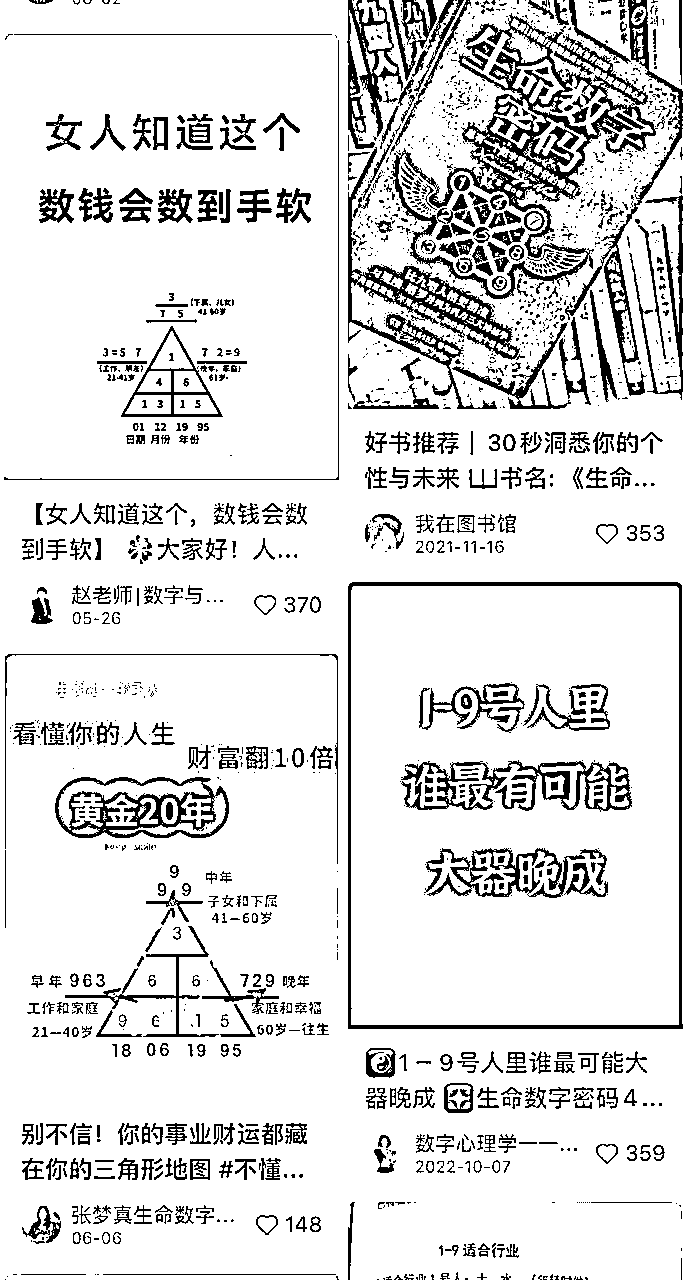 女人知道这个
数钱会数到手软
3
7 5
(下属、儿女)
41-60岁
3=5 7
(工作、朋友)
21-41岁
1
7 2=9
61岁-
4 6
1 3 1 5
01 12 19 95
日期 月份 年份
【女人知道这个，数钱会数
到手软】 大家好！人...
赵老师|数字与...
05-26
370
看懂你的人生
财富翻10倍
黄金20年
9
中年
9 9
子女和下属
41—60岁
3
早年 963
6 6
729 晚年
工作和家庭
家庭和幸福
21—40岁
9 6 1 5
60岁—往生
18 06 19 95
别不信！你的事业财运都藏
在你的三角形地图 #不懂...
张梦真生命数字...
06-06
148
生命数字
密码
好书推荐｜30秒洞悉你的个
性与未来 书名:《生命...
我在图书馆
2021-11-16
353
1-9号人里
谁最有可能
大器晚成
1－9号人里谁最可能大
器晚成 生命数字密码4...
数字心理学一一...
2022-10-07
359
1-9 适合行业